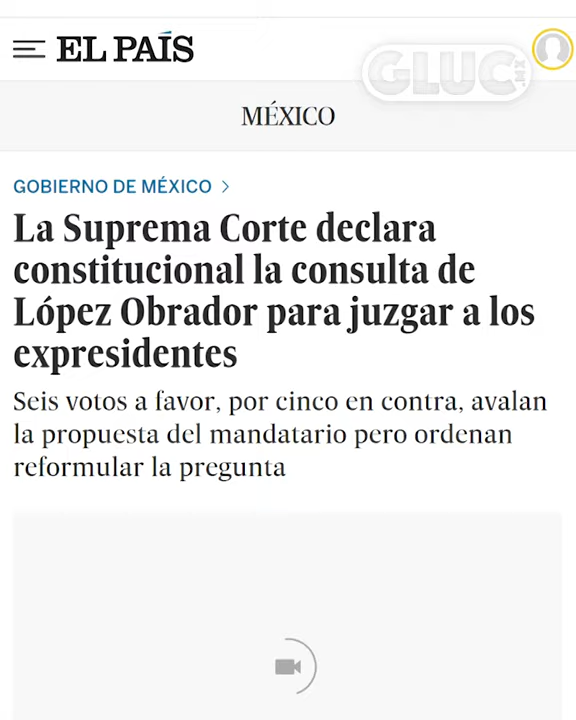 EL PAÍS
GLUC.MX
MÉXICO
GOBIERNO DE MÉXICO >
La Suprema Corte declara
constitucional la consulta de
López Obrador para juzgar a los
expresidentes
Seis votos a favor, por cinco en contra, avalan
la propuesta del mandatario pero ordenan
reformular la pregunta